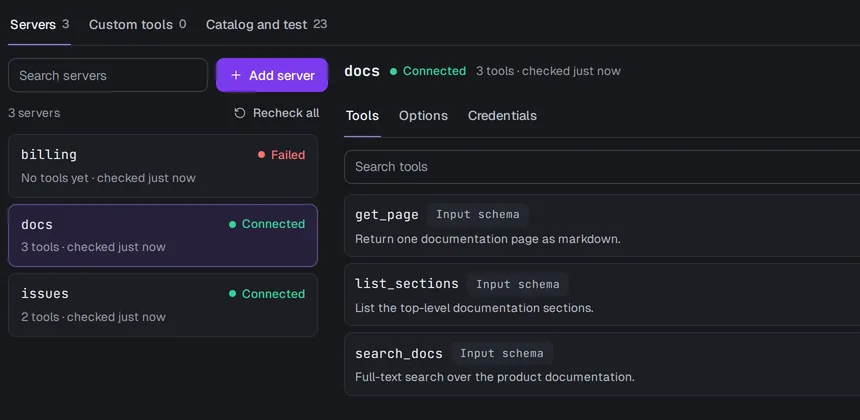 Servers 3 Custom tools 0 Catalog and test 23
Search servers
+ Add server
3 servers
Recheck all
billing
Failed
No tools yet · checked just now
docs
Connected
3 tools · checked just now
issues
Connected
2 tools · checked just now
docs Connected 3 tools · checked just now
Tools Options Credentials
Search tools
get_page Input schema
Return one documentation page as markdown.
list_sections Input schema
List the top-level documentation sections.
search_docs Input schema
Full-text search over the product documentation.